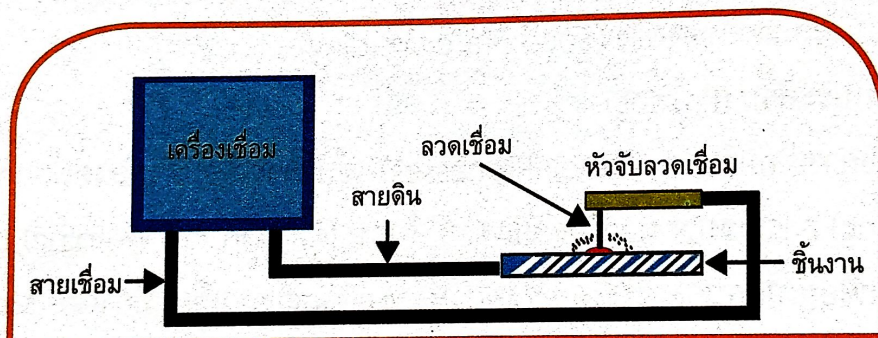 เครื่องเชื่อม
ลวดเชื่อม
หัวจับลวดเชื่อม
สายดิน
ชิ้นงาน
สายเชื่อม